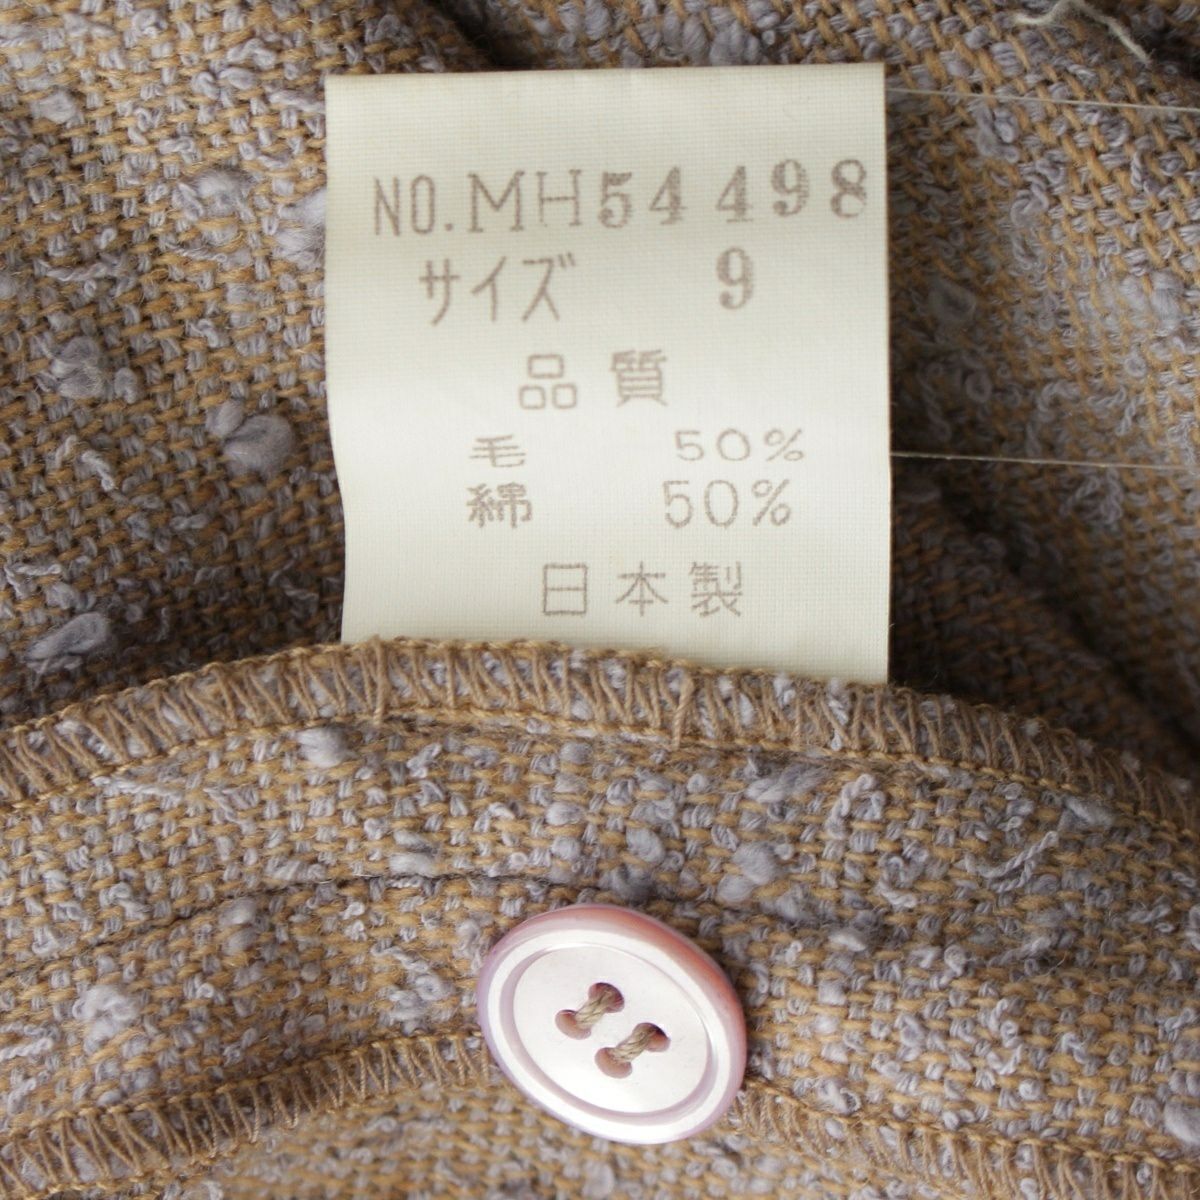 NO.MH54498
サイズ 9
品質
毛 50%
綿 50%
日本製